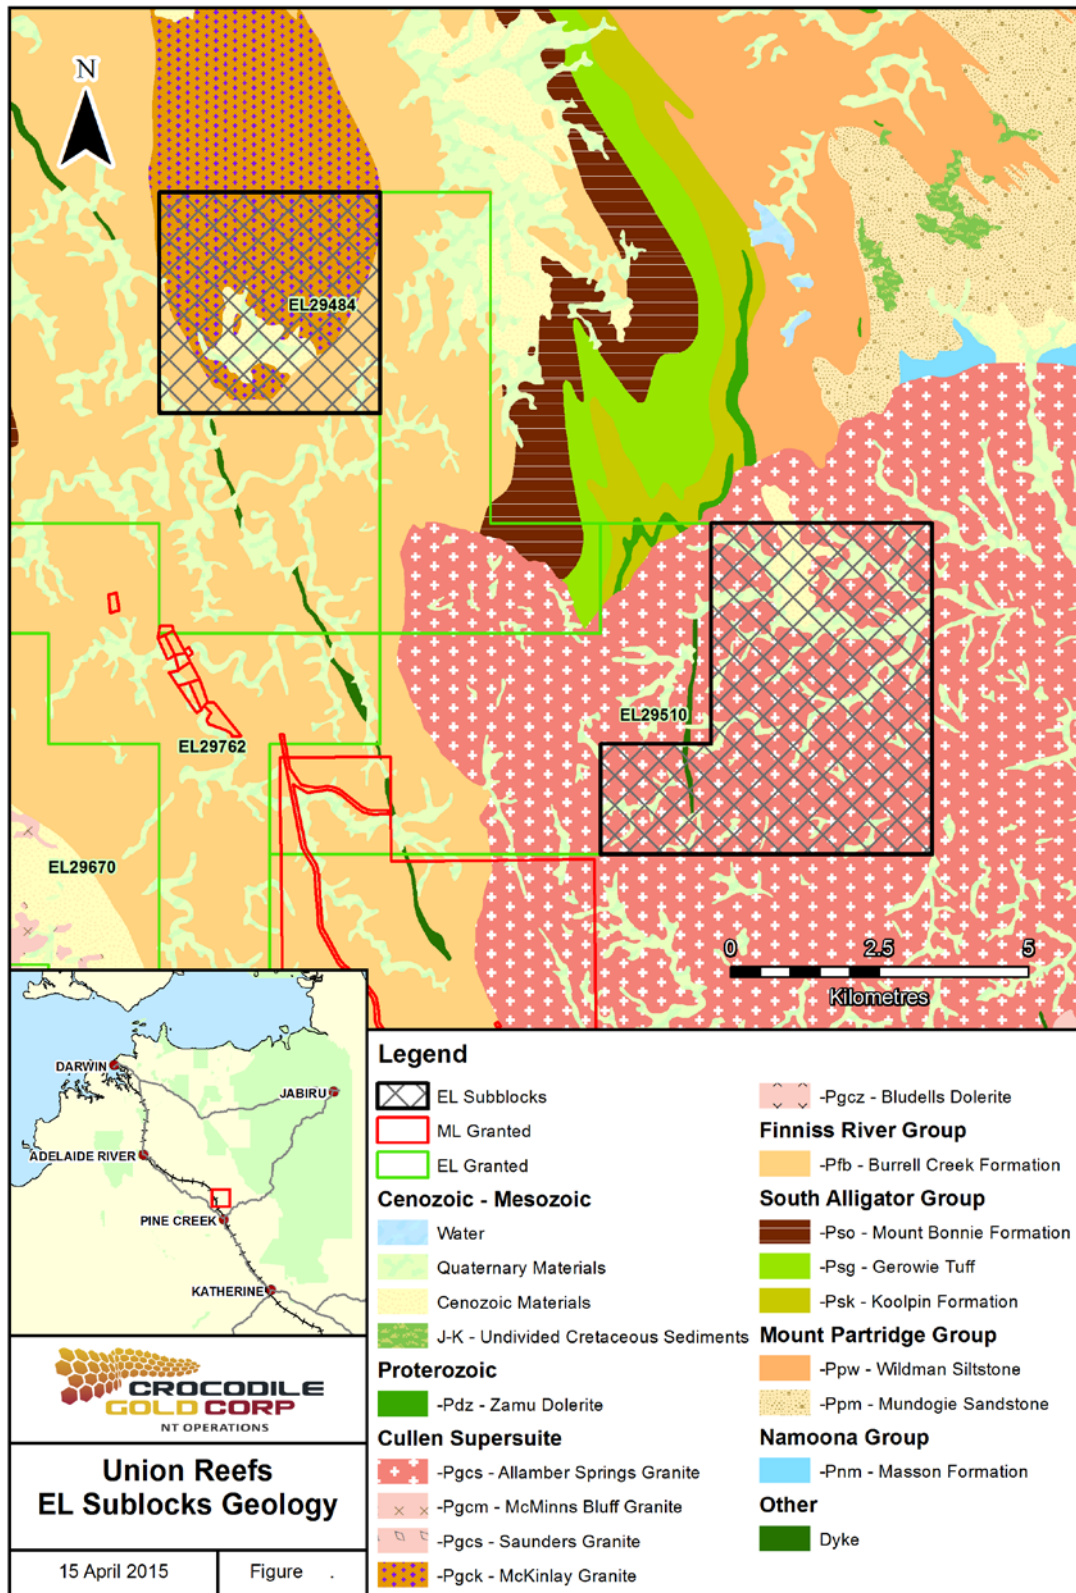 N
EL29484
EL29510
EL29762
EL29670
0 2.5 5
Kilometres
DARWIN
JABIRU
ADELAIDE RIVER
PINE CREEK
KATHERINE
CROCODILE
GOLD CORP
NT OPERATIONS
Union Reefs
EL Sublocks Geology
15 April 2015
Figure .
Legend
EL Subblocks
ML Granted
EL Granted
Cenozoic - Mesozoic
Water
Quaternary Materials
Cenozoic Materials
J-K - Undivided Cretaceous Sediments
Proterozoic
-Pdz - Zamu Dolerite
Cullen Supersuite
-Pgcs - Allamber Springs Granite
-Pgcm - McMinns Bluff Granite
-Pgcs - Saunders Granite
-Pgck - McKinlay Granite
-Pgcz - Bludells Dolerite
Finniss River Group
-Pfb - Burrell Creek Formation
South Alligator Group
-Pso - Mount Bonnie Formation
-Psg - Gerowie Tuff
-Psk - Koolpin Formation
Mount Partridge Group
-Ppw - Wildman Siltstone
-Ppm - Mundogie Sandstone
Namoona Group
-Pnm - Masson Formation
Other
Dyke